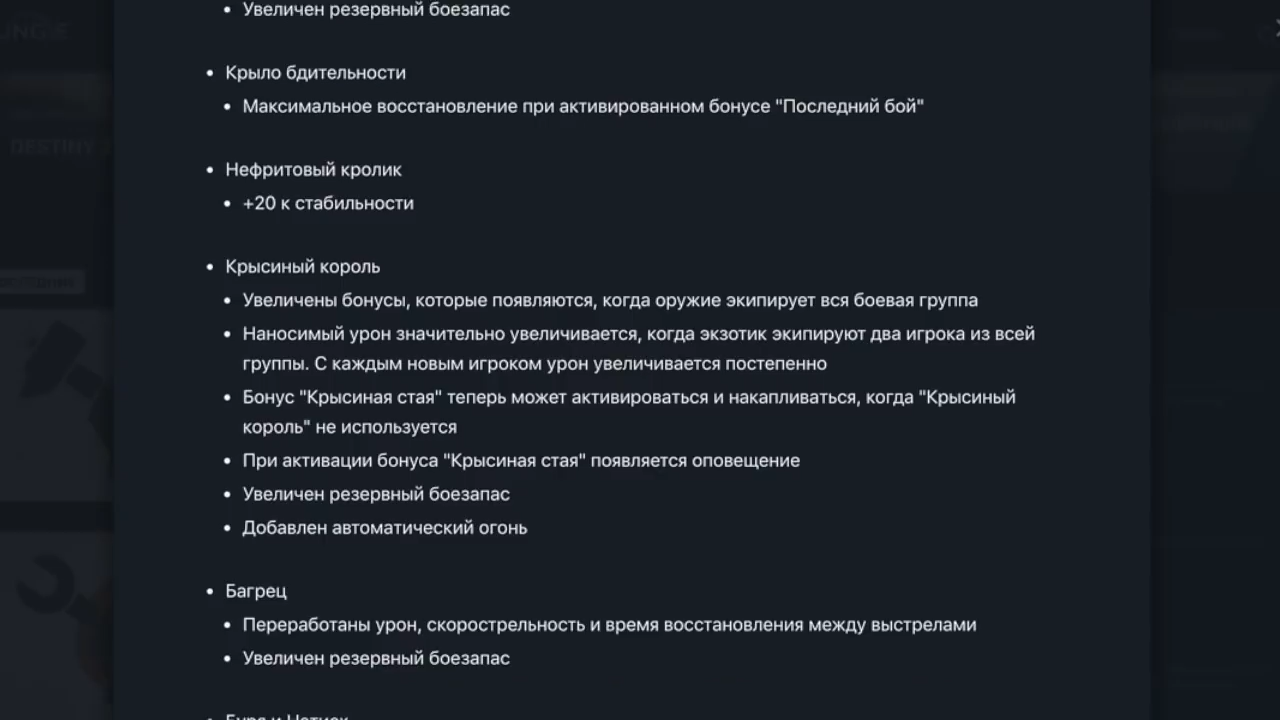 • Увеличен резервный боезапас
• Крыло бдительности
• Максимальное восстановление при активированном бонусе "Последний бой"
• Нефритовый кролик
• +20 к стабильности
• Крысиный король
• Увеличены бонусы, которые появляются, когда оружие экипирует вся боевая группа
• Наносимый урон значительно увеличивается, когда экзотик экипируют два игрока из всей
группы. С каждым новым игроком урон увеличивается постепенно
• Бонус "Крысиная стая" теперь может активироваться и накапливаться, когда "Крысиный
король" не используется
• При активации бонуса "Крысиная стая" появляется оповещение
• Увеличен резервный боезапас
• Добавлен автоматический огонь
• Багрец
• Переработаны урон, скорострельность и время восстановления между выстрелами
• Увеличен резервный боезапас
• Буря и Натиск
DESTINY